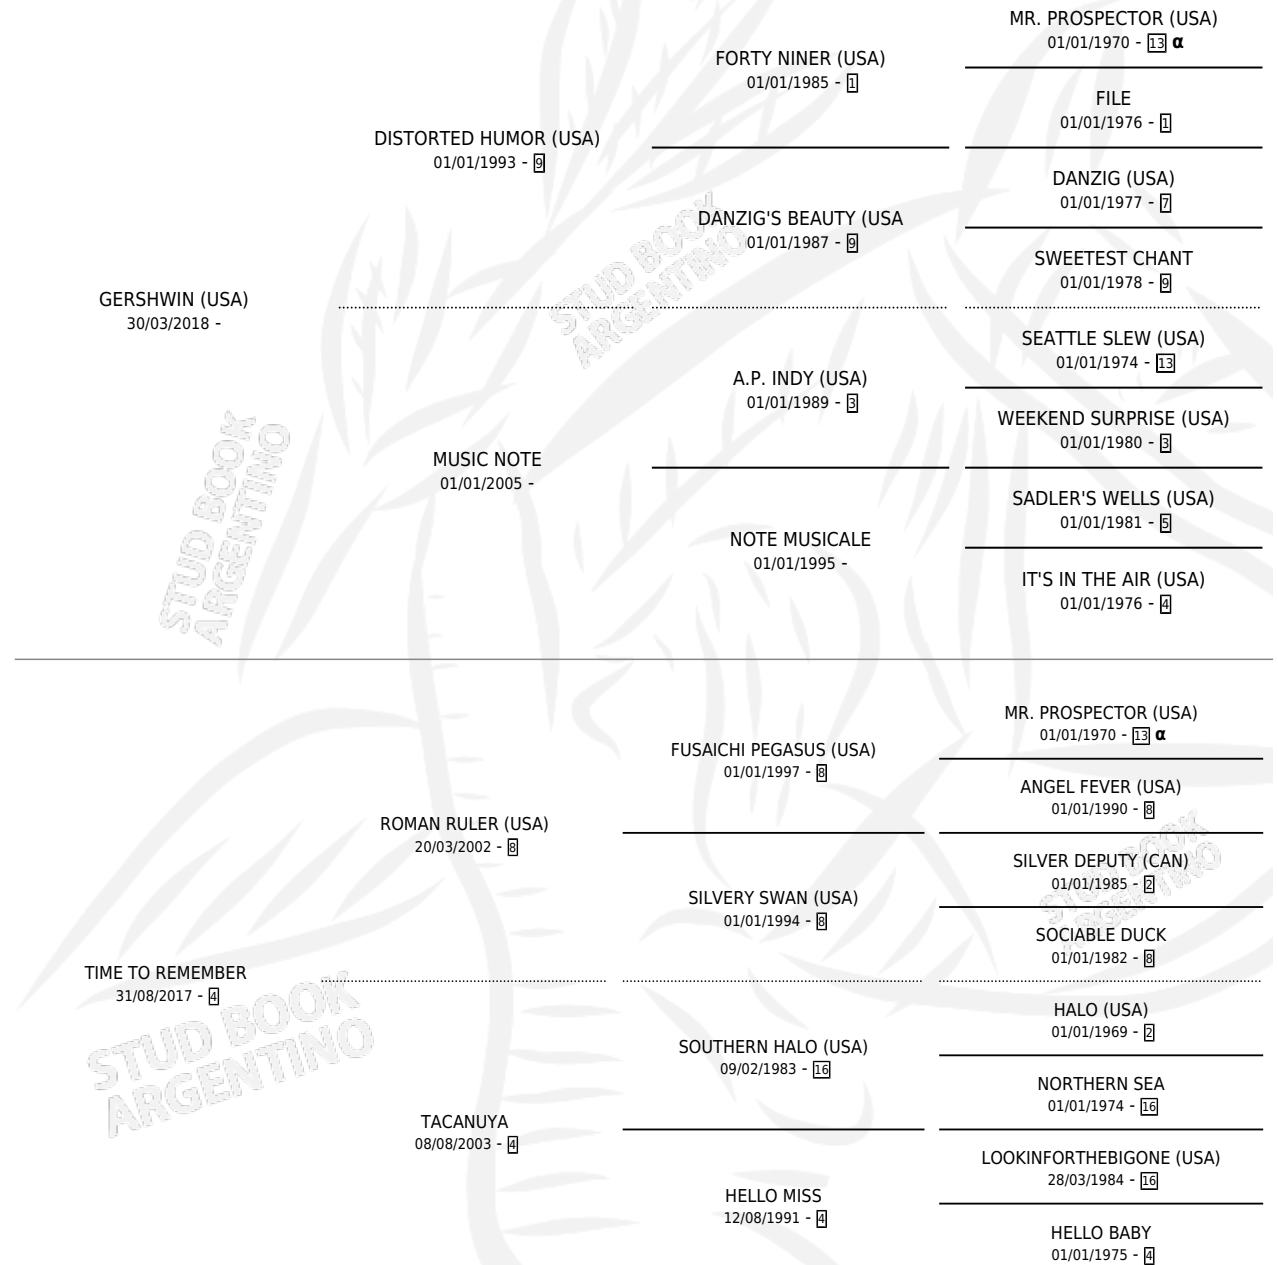 MR. PROSPECTOR (USA)
01/01/1970 - 13 α
FORTY NINER (USA)
01/01/1985 - 1
FILE
01/01/1976 - 1
DISTORTED HUMOR (USA)
01/01/1993 - 9
DANZIG (USA)
01/01/1977 - 7
DANZIG'S BEAUTY (USA
01/01/1987 - 9
SWEETEST CHANT
01/01/1978 - 9
GERSHWIN (USA)
30/03/2018 -
SEATTLE SLEW (USA)
01/01/1974 - 13
A.P. INDY (USA)
01/01/1989 - 3
WEEKEND SURPRISE (USA)
01/01/1980 - 3
MUSIC NOTE
01/01/2005 -
SADLER'S WELLS (USA)
01/01/1981 - 5
NOTE MUSICALE
01/01/1995 -
IT'S IN THE AIR (USA)
01/01/1976 - 4
STUD BOOK
ARGENTINO
STUD BOOK
ARGENTINO
MR. PROSPECTOR (USA)
01/01/1970 - 13 α
FUSAICHI PEGASUS (USA)
01/01/1997 - 8
ANGEL FEVER (USA)
01/01/1990 - 8
ROMAN RULER (USA)
20/03/2002 - 8
SILVER DEPUTY (CAN)
01/01/1985 - 2
SILVERY SWAN (USA)
01/01/1994 - 8
SOCIABLE DUCK
01/01/1982 - 8
TIME TO REMEMBER
31/08/2017 - 4
HALO (USA)
01/01/1969 - 2
SOUTHERN HALO (USA)
09/02/1983 - 16
NORTHERN SEA
01/01/1974 - 16
TACANUYA
08/08/2003 - 4
LOOKINFORTHEBIGONE (USA)
28/03/1984 - 16
HELLO MISS
12/08/1991 - 4
HELLO BABY
01/01/1975 - 4
STUD BOOK
ARGENTINO
STUD BOOK
ARGENTINO